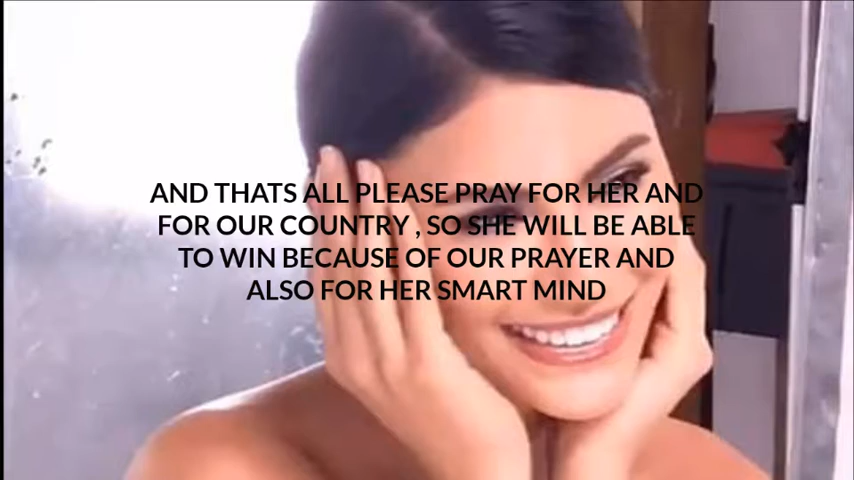 AND THATS ALL PLEASE PRAY FOR HER AND
FOR OUR COUNTRY , SO SHE WILL BE ABLE
TO WIN BECAUSE OF OUR PRAYER AND
ALSO FOR HER SMART MIND